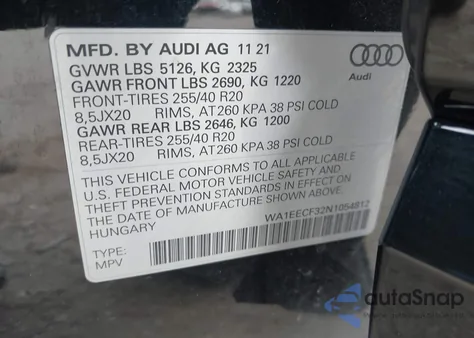 MFD. BY AUDI AG 11 21
GVWR LBS 5126, KG 2325
GAWR FRONT LBS 2690, KG 1220
FRONT-TIRES 255/40 R20
8,5JX20 RIMS, AT 260 KPA 38 PSI COLD
GAWR REAR LBS 2646, KG 1200
REAR-TIRES 255/40 R20
8,5JX20 RIMS, AT 260 KPA 38 PSI COLD
THIS VEHICLE CONFORMS TO ALL APPLICABLE
U.S. FEDERAL MOTOR VEHICLE SAFETY AND
THEFT PREVENTION STANDARDS IN EFFECT ON
THE DATE OF MANUFACTURE SHOWN ABOVE.
HUNGARY
WA1EECF32N1054812
TYPE:
MPV
Audi
autoSnap